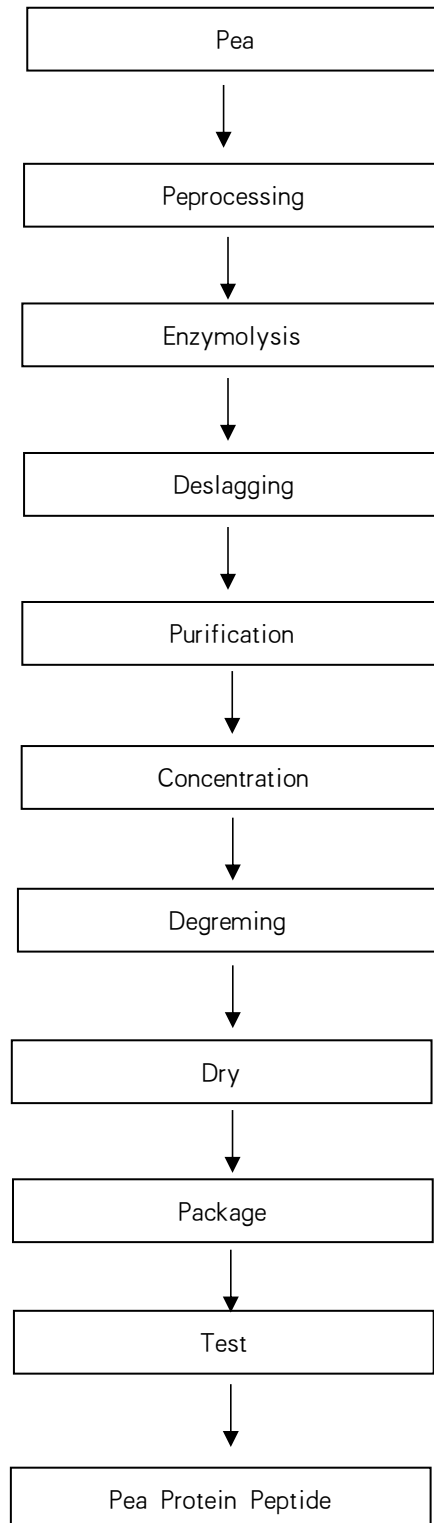 Pea
Peprocessing
Enzymolysis
Deslagging
Purification
Concentration
Degreming
Dry
Package
Test
Pea Protein Peptide